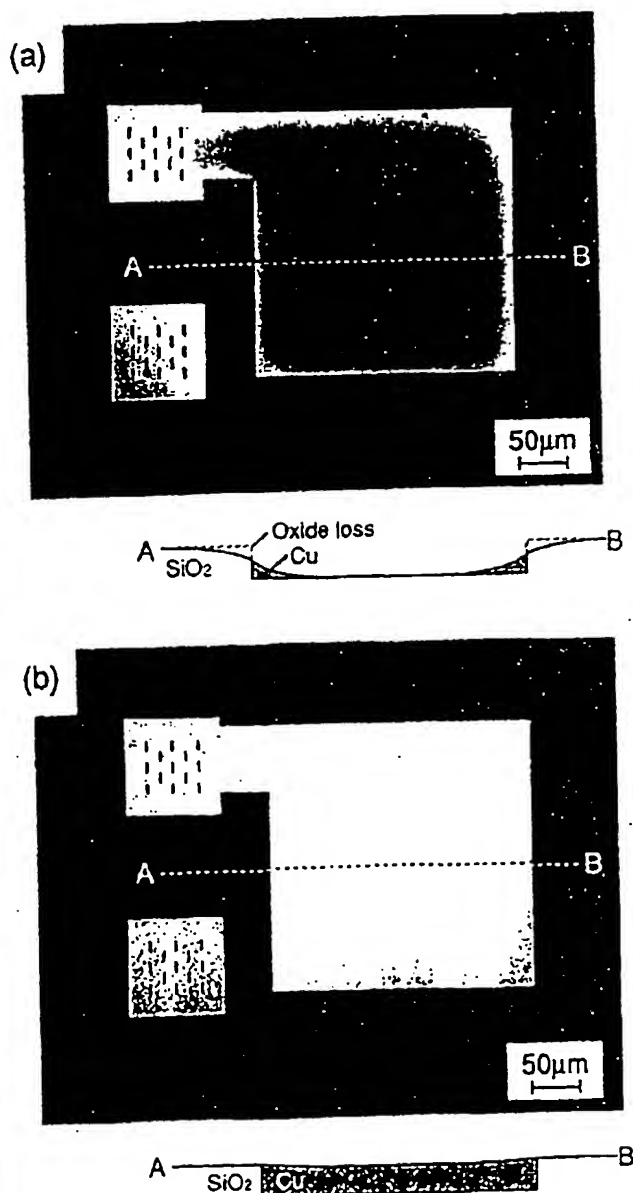 (a)
A B
50μm
Oxide loss
A B
Cu
SiO₂
(b)
A B
50μm
A B
SiO₂ Cu